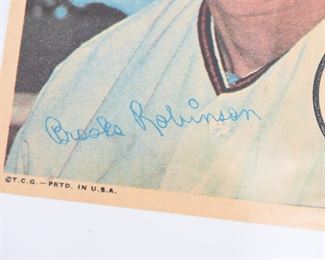 Brooks Robinson
©T.C.G.—PRTD. IN U.S.A.